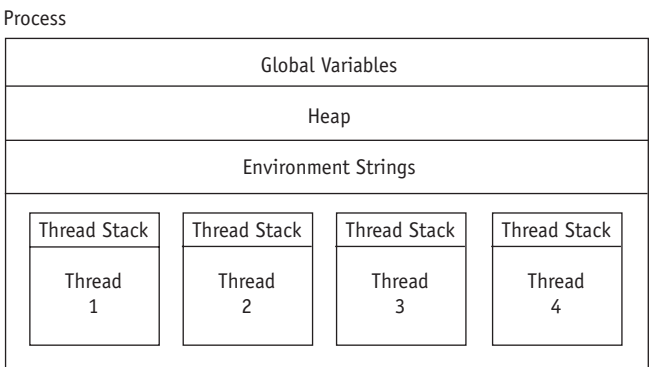 Process
Global Variables
Heap
Environment Strings
Thread Stack
Thread
1
Thread Stack
Thread
2
Thread Stack
Thread
3
Thread Stack
Thread
4